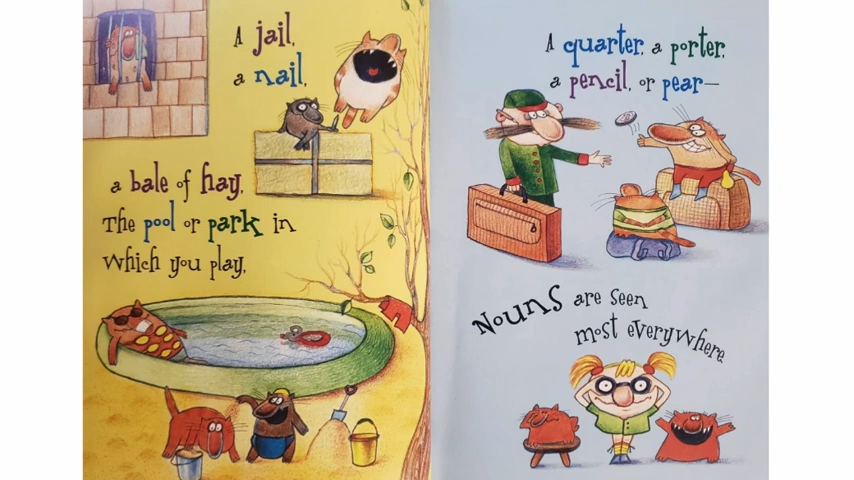 A jail,
a nail,
a bale of hay,
The pool or park in
which you play,
A quarter, a porter,
a pencil, or pear—
Nouns are seen
most everywhere.